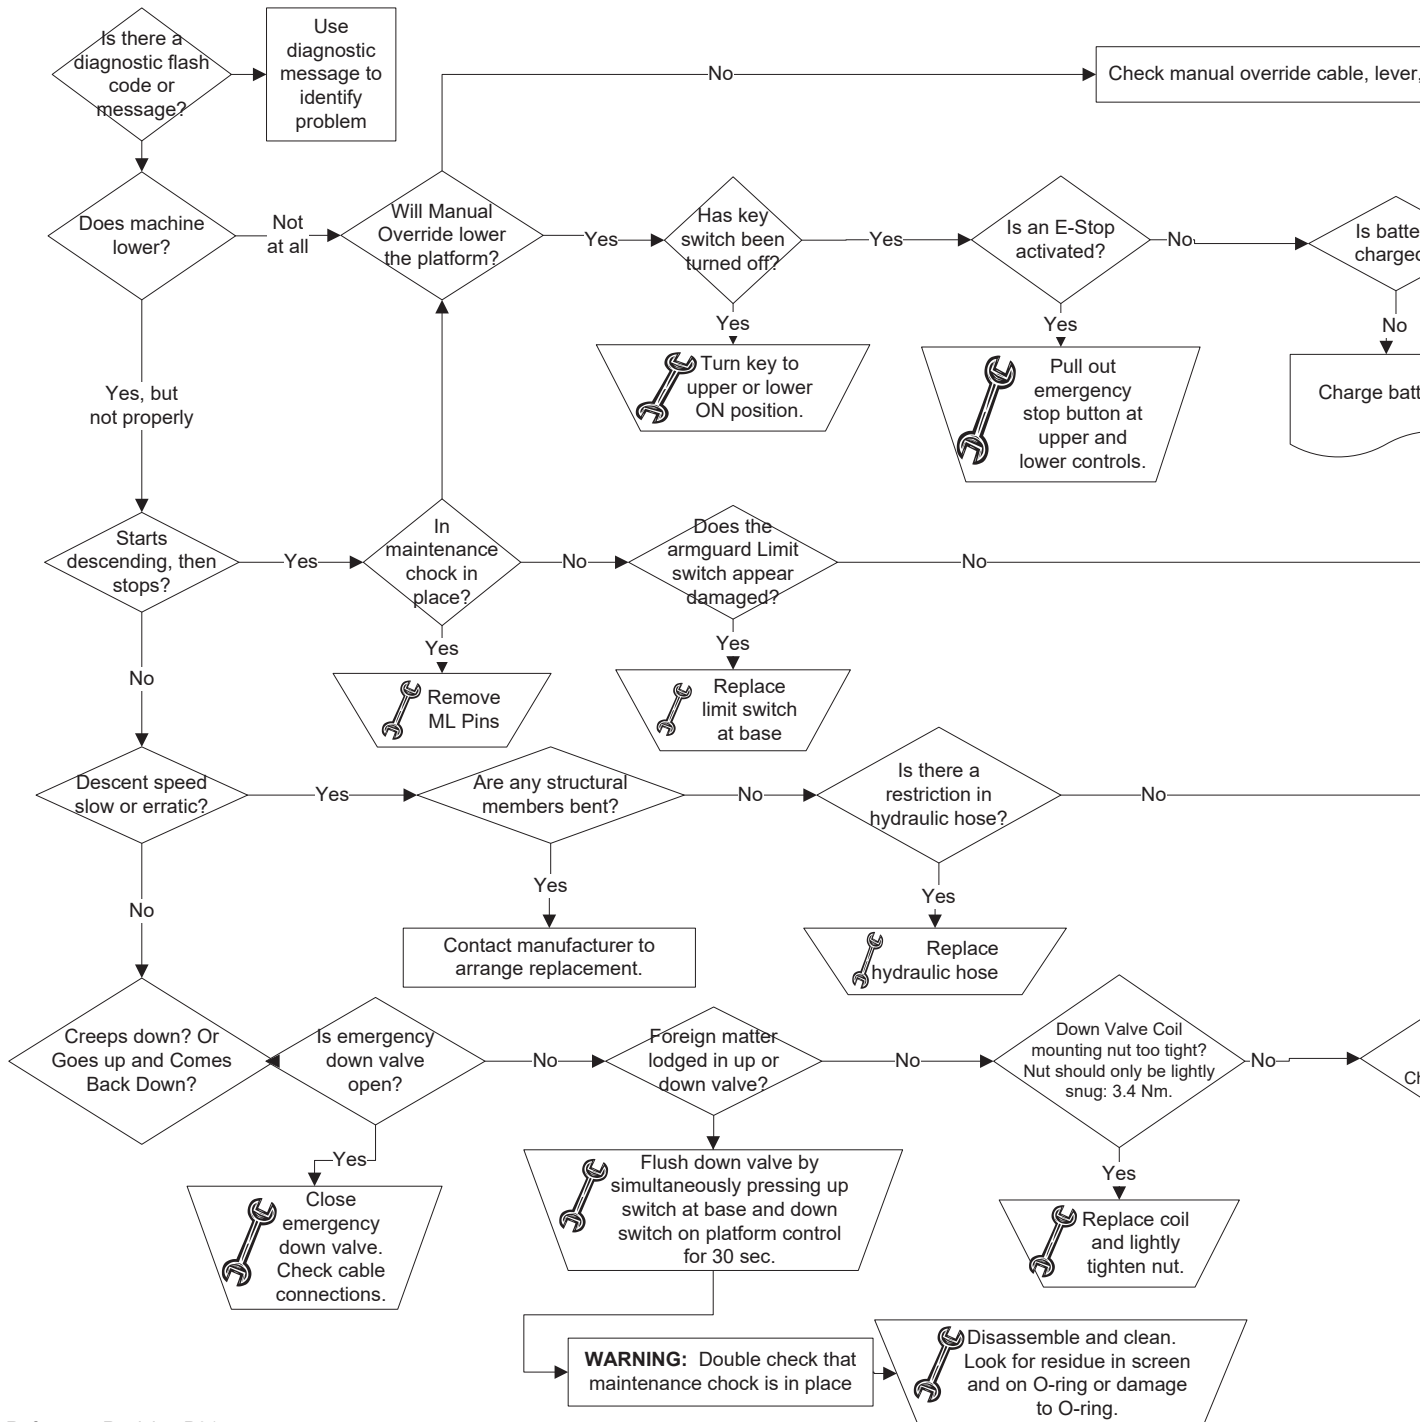 Is there a
diagnostic flash
code or
message?
Use
diagnostic
message to
identify
problem
No
Check manual override cable, lever,
Does machine
lower?
Not
at all
Will Manual
Override lower
the platform?
Yes
Has key
switch been
turned off?
Yes
Is an E-Stop
activated?
No
Is batte
charged
Yes
Turn key to
upper or lower
ON position.
Yes
Pull out
emergency
stop button at
upper and
lower controls.
No
Charge batt
Yes, but
not properly
Starts
descending, then
stops?
Yes
In
maintenance
chock in
place?
No
Does the
armguard Limit
switch appear
damaged?
No
Yes
Remove
ML Pins
Yes
Replace
limit switch
at base
No
Descent speed
slow or erratic?
Yes
Are any structural
members bent?
No
Is there a
restriction in
hydraulic hose?
No
Yes
Contact manufacturer to
arrange replacement.
Yes
Replace
hydraulic hose
No
Creeps down? Or
Goes up and Comes
Back Down?
Is emergency
down valve
open?
No
Foreign matter
lodged in up or
down valve?
No
Down Valve Coil
mounting nut too tight?
Nut should only be lightly
snug: 3.4 Nm.
No
Ch
Yes
Close
emergency
down valve.
Check cable
connections.
Flush down valve by
simultaneously pressing up
switch at base and down
switch on platform control
for 30 sec.
Yes
Replace coil
and lightly
tighten nut.
WARNING: Double check that
maintenance chock is in place
Disassemble and clean.
Look for residue in screen
and on O-ring or damage
to O-ring.